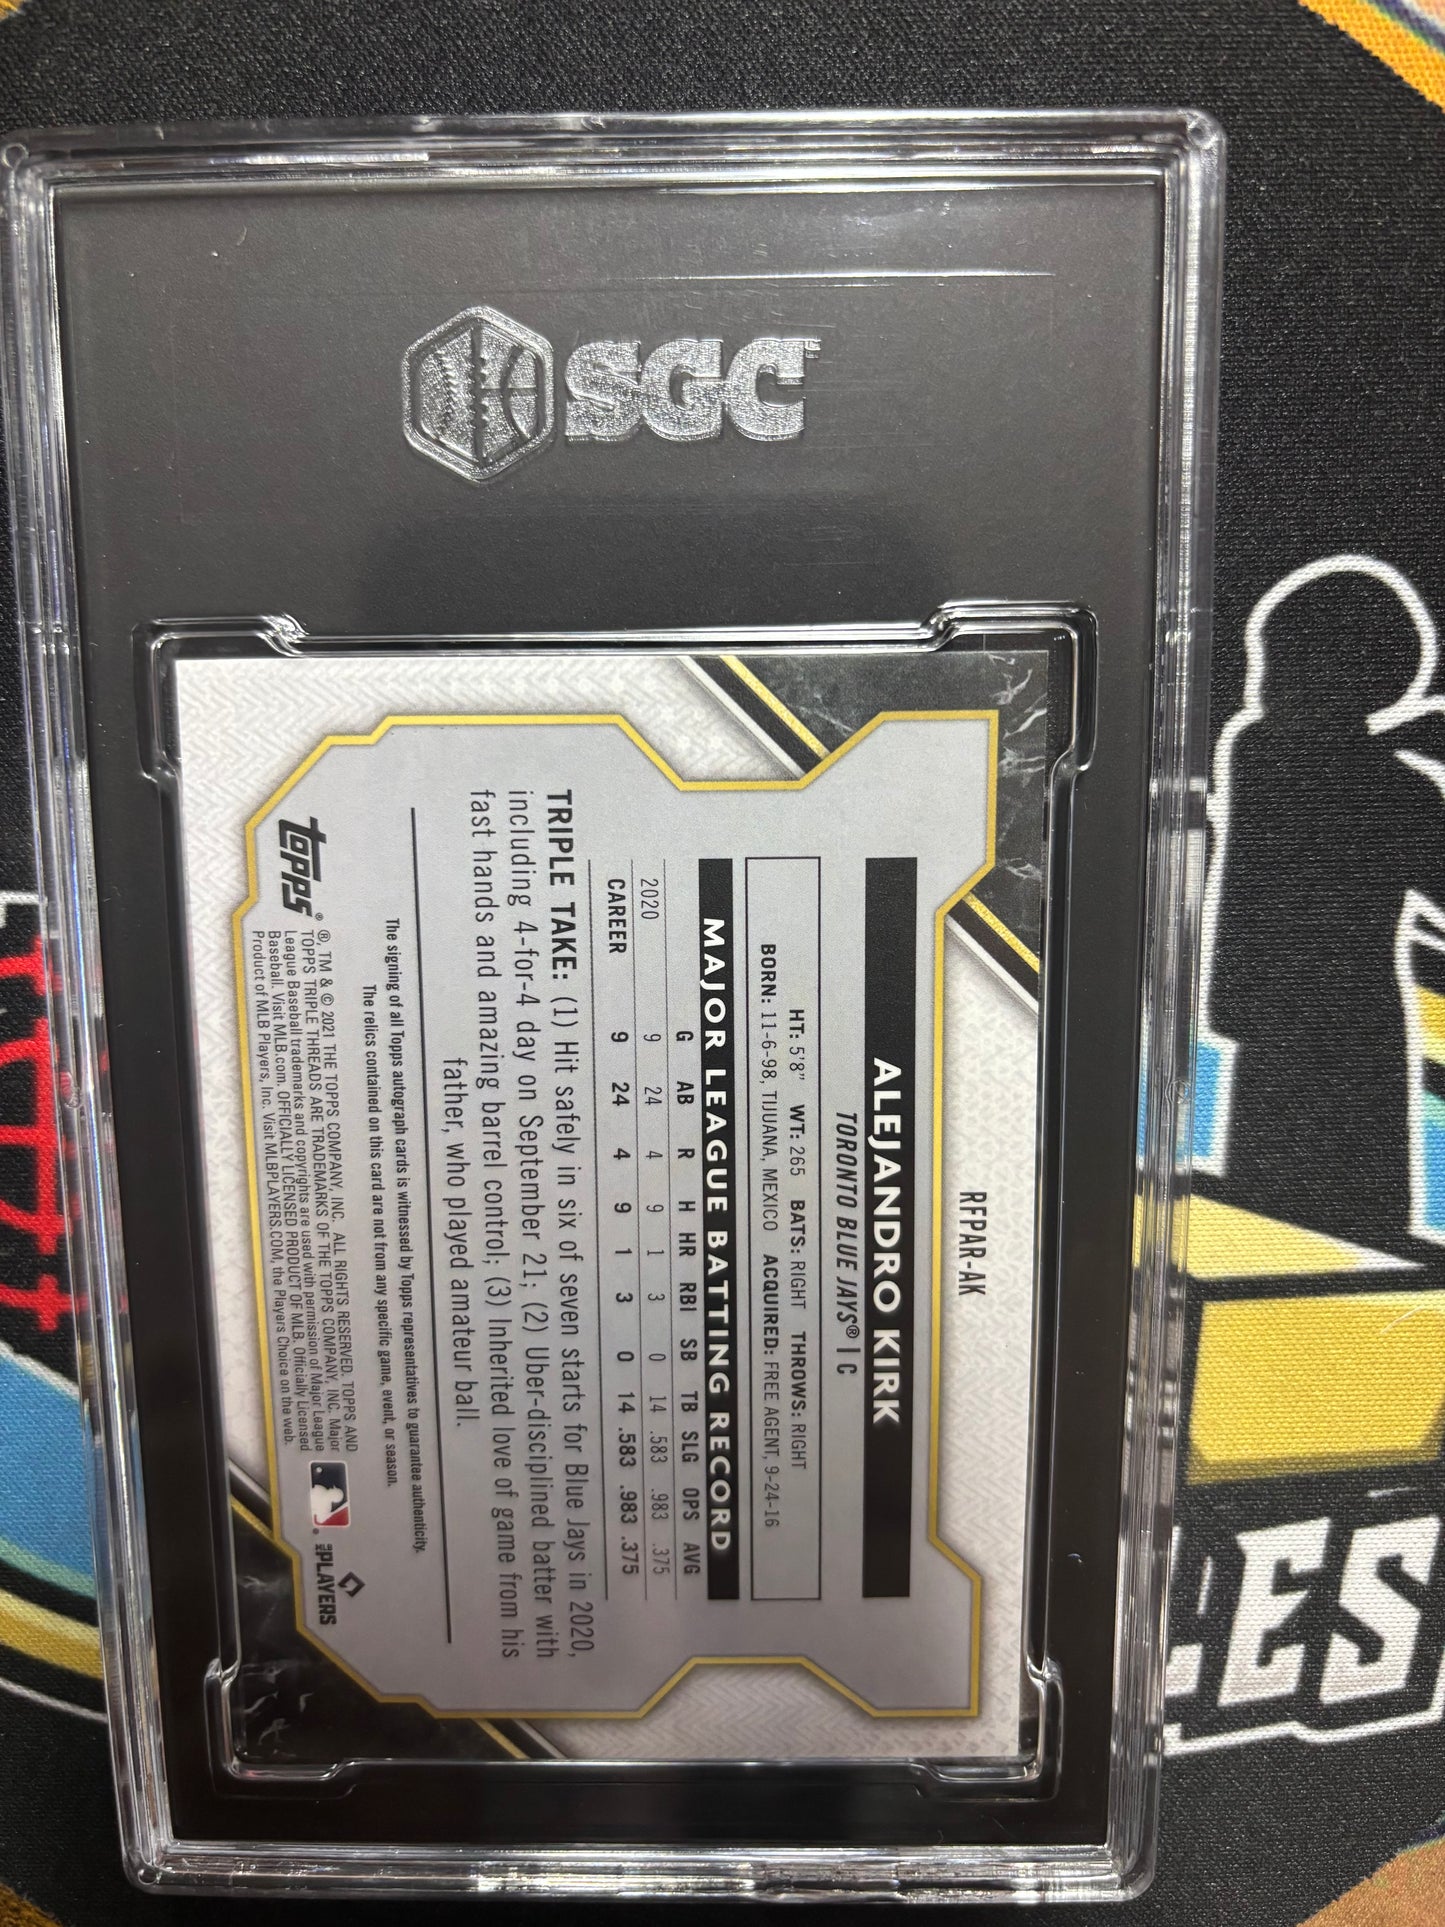 SGC
RFPAR-AK
ALEJANDRO KIRK
TORONTO BLUE JAYS® | C
HT: 5'8" WT: 265 BATS: RIGHT THROWS: RIGHT
BORN: 11-6-98, TIJUANA, MEXICO ACQUIRED: FREE AGENT, 9-24-16
MAJOR LEAGUE BATTING RECORD
G AB R H HR RBI SB TB SLG OPS AVG
2020 9 24 4 9 1 3 0 14 .583 .983 .375
CAREER 9 24 4 9 1 3 0 14 .583 .983 .375
TRIPLE TAKE: (1) Hit safely in six of seven starts for Blue Jays in 2020,
including 4-for-4 day on September 21; (2) Uber-disciplined batter with
fast hands and amazing barrel control; (3) Inherited love of game from his
father, who played amateur ball.
The signing of all Topps autograph cards is witnessed by Topps representatives to guarantee authenticity.
The relics contained on this card are not from any specific game, event, or season.
topps®
®, TM & © 2021 THE TOPPS COMPANY, INC. ALL RIGHTS RESERVED. TOPPS AND
TOPPS TRIPLE THREADS ARE TRADEMARKS OF THE TOPPS COMPANY, INC. Major
League Baseball trademarks and copyrights are used with permission of Major League
Baseball. Visit MLB.com. OFFICIALLY LICENSED PRODUCT OF MLB. Officially Licensed
Product of MLB Players, Inc. Visit MLBPLAYERS.COM, the Players Choice on the web.
MLB PLAYERS
LES